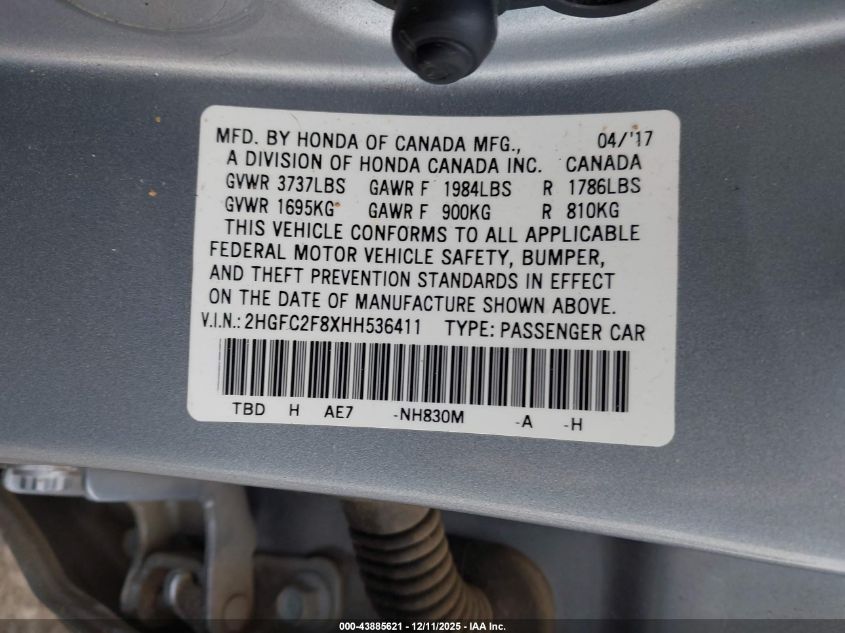 MFD. BY HONDA OF CANADA MFG., 04/'17
A DIVISION OF HONDA CANADA INC. CANADA
GVWR 3737LBS GAWR F 1984LBS R 1786LBS
GVWR 1695KG GAWR F 900KG R 810KG
THIS VEHICLE CONFORMS TO ALL APPLICABLE
FEDERAL MOTOR VEHICLE SAFETY, BUMPER,
AND THEFT PREVENTION STANDARDS IN EFFECT
ON THE DATE OF MANUFACTURE SHOWN ABOVE.
V.I.N.: 2HGFC2F8XHH536411 TYPE: PASSENGER CAR
TBD H AE7 -NH830M -A -H
000-43885621 - 12/11/2025 - IAA Inc.